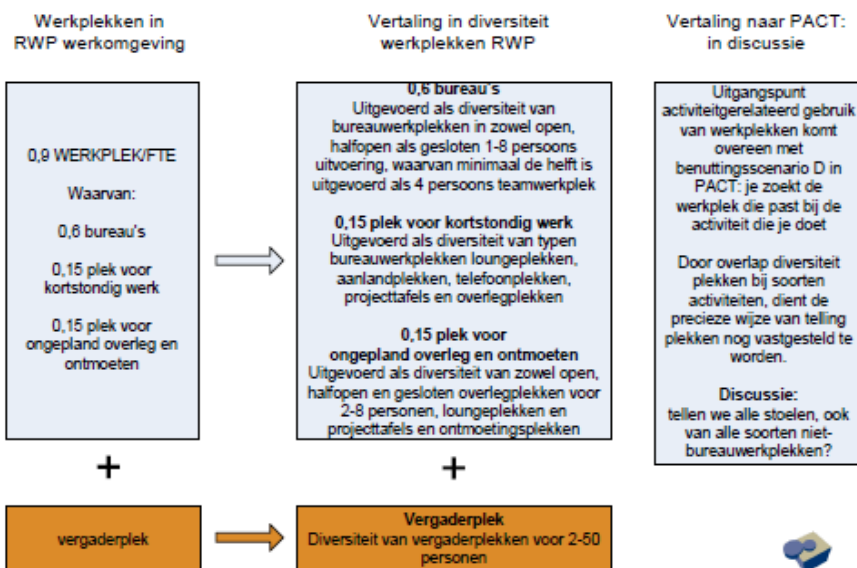 Werkplekken in
RWP werkomgeving
0,9 WERKPLEK/FTE
Waarvan:
0,6 bureau's
0,15 plek voor
kortstondig werk
0,15 plek voor
ongepland overleg en
ontmoeten
+
vergaderplek
Vertaling in diversiteit
werkplekken RWP
0,6 bureau's
Uitgevoerd als diversiteit van
bureauwerkplekken in zowel open,
halfopen als gesloten 1-8 persoons
uitvoering, waarvan minimaal de helft is
uitgevoerd als 4 persoons teamwerkplek
0,15 plek voor kortstondig werk
Uitgevoerd als diversiteit van typen
bureauwerkplekken loungeplekken,
aanlandplekken, telefoonplekken,
projecttafels en overlegplekken
0,15 plek voor
ongepland overleg en ontmoeten
Uitgevoerd als diversiteit van zowel open,
halfopen en gesloten overlegplekken voor
2-8 personen, loungeplekken en
projecttafels en ontmoetingsplekken
+
Vergaderplek
Diversiteit van vergaderplekken voor 2-50
personen
Vertaling naar PACT:
in discussie
Uitgangspunt
activiteitgerelateerd gebruik
van werkplekken komt
overeen met
benuttingsscenario D in
PACT: je zoekt de
werkplek die past bij de
activiteit die je doet
Door overlap diversiteit
plekken bij soorten
activiteiten, dient de
precieze wijze van telling
plekken nog vastgesteld te
worden.
Discussie:
tellen we alle stoelen, ook
van alle soorten niet-
bureauwerkplekken?